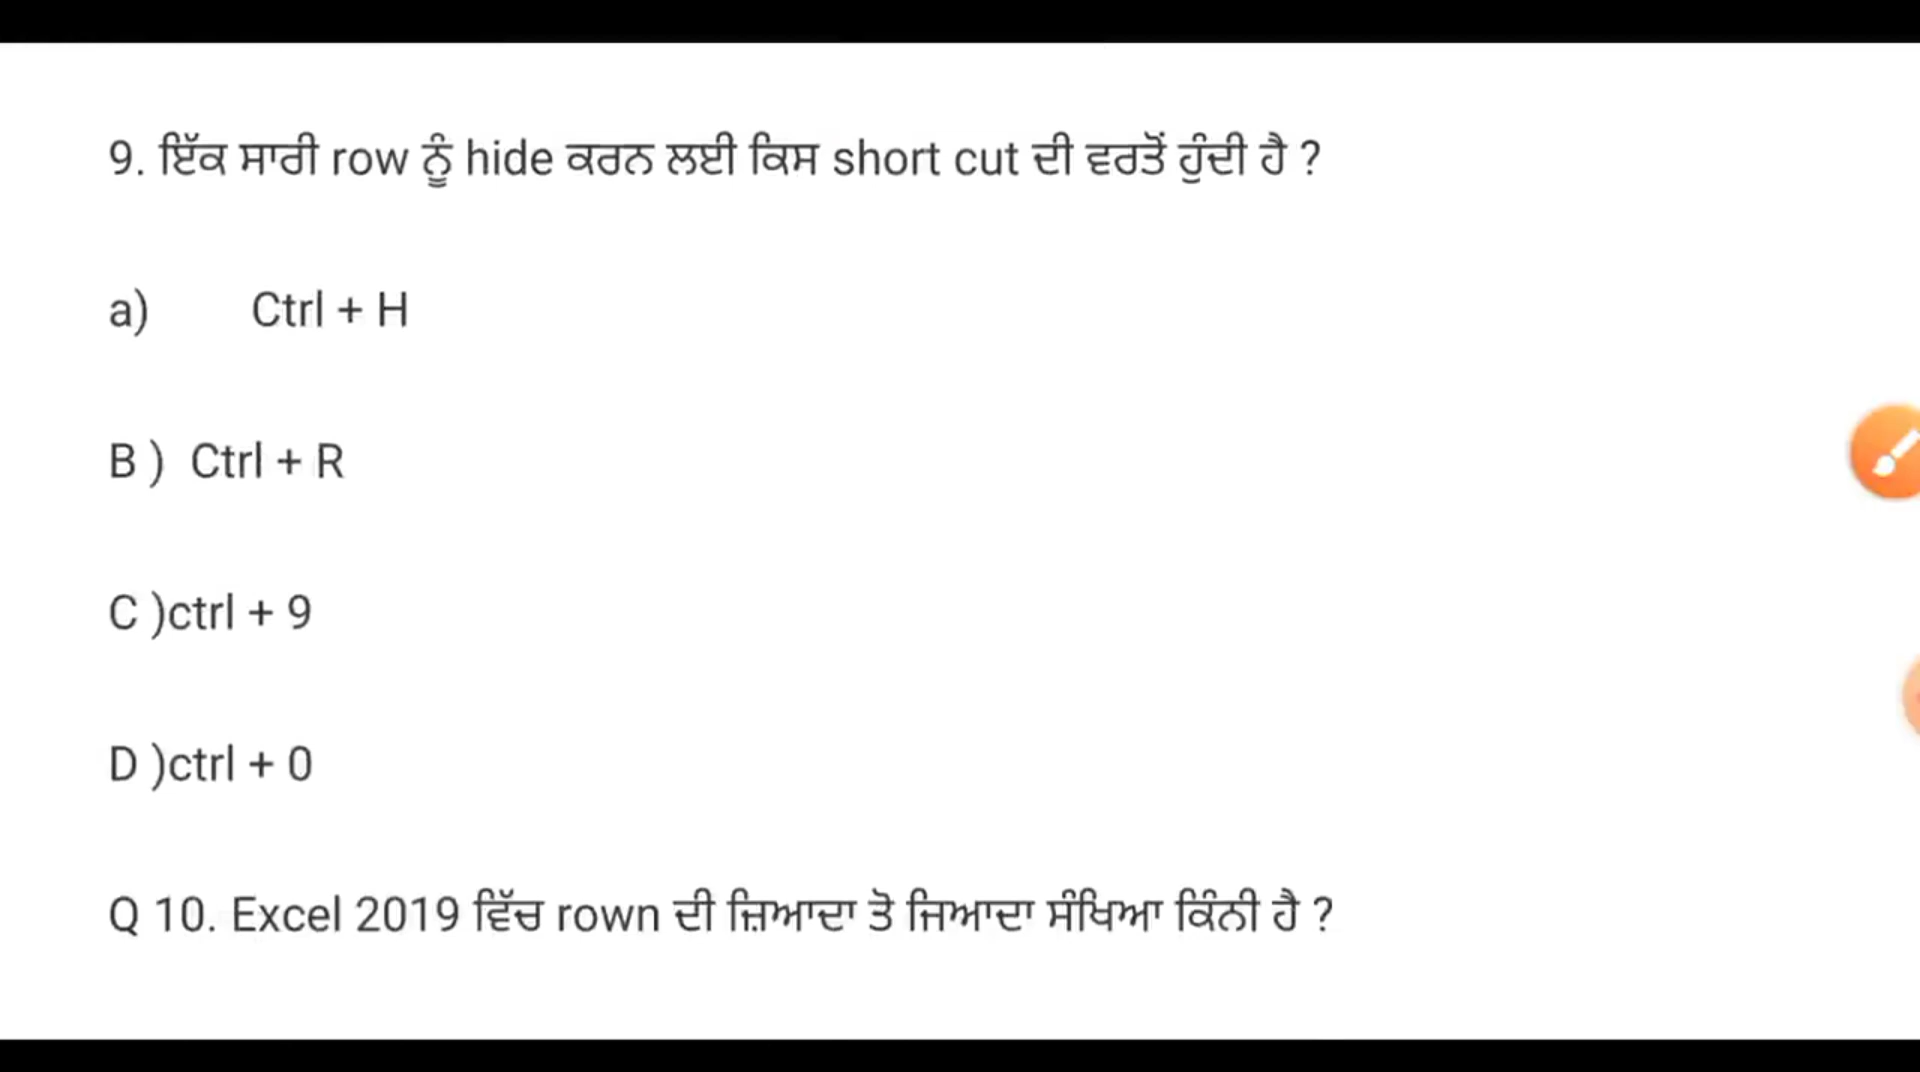 9. ਇੱਕ ਸਾਰੀ row ਨੂੰ hide ਕਰਨ ਲਈ ਕਿਸ short cut ਦੀ ਵਰਤੋਂ ਹੁੰਦੀ ਹੈ ?
a) Ctrl + H
B ) Ctrl + R
C )ctrl + 9
D )ctrl + 0
Q 10. Excel 2019 ਵਿੱਚ rown ਦੀ ਜ਼ਿਆਦਾ ਤੋ ਜਿਆਦਾ ਸੰਖਿਆ ਕਿੰਨੀ ਹੈ ?